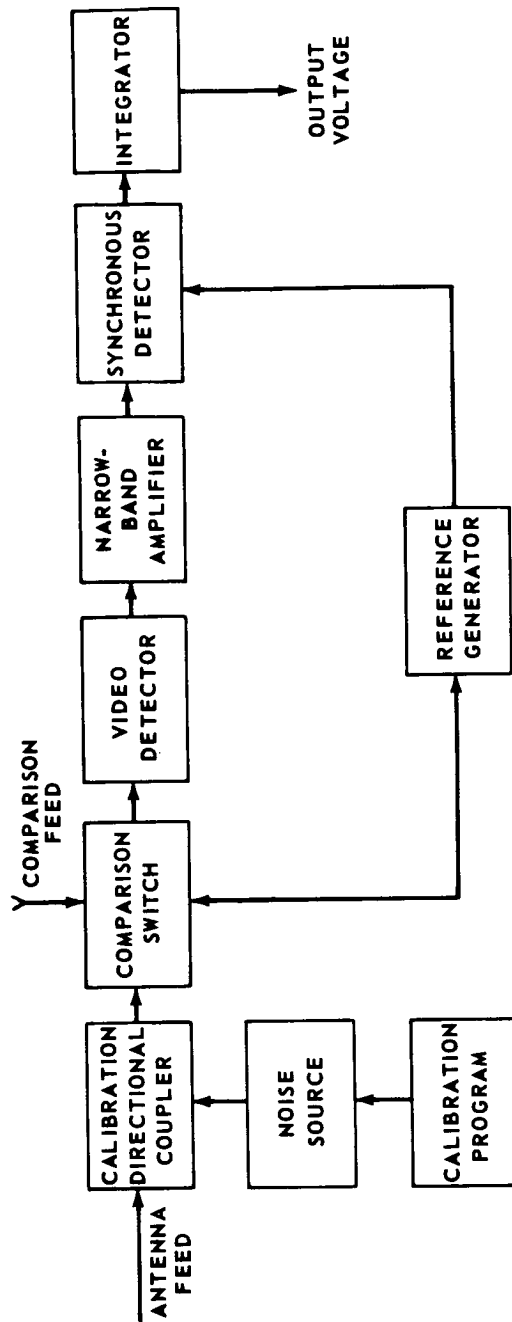 ANTENNA
FEED
CALIBRATION
DIRECTIONAL
COUPLER
NOISE
SOURCE
CALIBRATION
PROGRAM
COMPARISON
FEED
COMPARISON
SWITCH
VIDEO
DETECTOR
NARROW-
BAND
AMPLIFIER
REFERENCE
GENERATOR
SYNCHRONOUS
DETECTOR
INTEGRATOR
OUTPUT
VOLTAGE